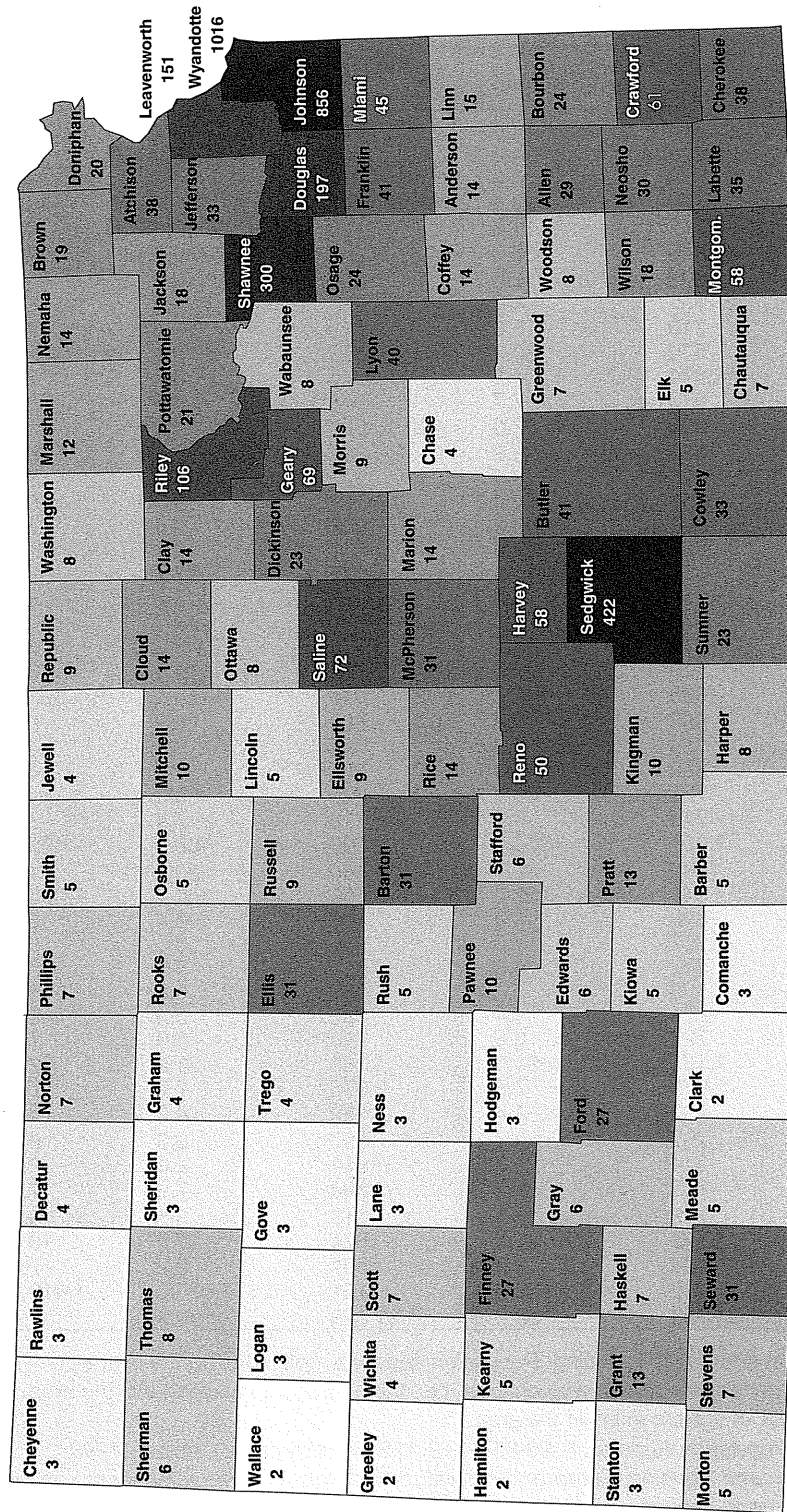 Cheyenne
3
Rawlins
3
Decatur
4
Norton
7
Phillips
7
Smith
5
Jewell
4
Republic
9
Washington
8
Marshall
12
Nemaha
14
Brown
19
Doniphan
20
Sherman
6
Thomas
8
Sheridan
3
Graham
4
Rooks
7
Osborne
5
Mitchell
10
Cloud
14
Clay
14
Riley
106
Pottawatomie
21
Jackson
18
Atchison
38
Jefferson
33
Leavenworth
151
Wyandotte
1016
Wallace
2
Logan
3
Gove
3
Trego
4
Ellis
31
Russell
9
Lincoln
5
Ottawa
8
Dickinson
23
Geary
69
Wabaunsee
8
Shawnee
300
Douglas
197
Johnson
856
Greeley
2
Wichita
4
Scott
7
Lane
3
Ness
3
Rush
5
Barton
31
Ellsworth
9
Saline
72
Morris
9
Lyon
40
Osage
24
Franklin
41
Miami
45
Hamilton
2
Kearny
5
Finney
27
Hodgeman
3
Pawnee
10
Stafford
6
Rice
14
McPherson
31
Marion
14
Chase
4
Coffey
14
Anderson
14
Linn
15
Gray
6
Ford
27
Edwards
6
Reno
50
Harvey
58
Butler
41
Greenwood
7
Woodson
8
Allen
29
Bourbon
24
Stanton
3
Grant
13
Haskell
7
Kiowa
5
Pratt
13
Kingman
10
Sedgwick
422
Elk
5
Wilson
18
Neosho
30
Crawford
61
Morton
5
Stevens
7
Seward
31
Meade
5
Clark
2
Comanche
3
Barber
5
Harper
8
Sumner
23
Cowley
33
Chautauqua
7
Montgom.
58
Labatte
35
Cherokee
38